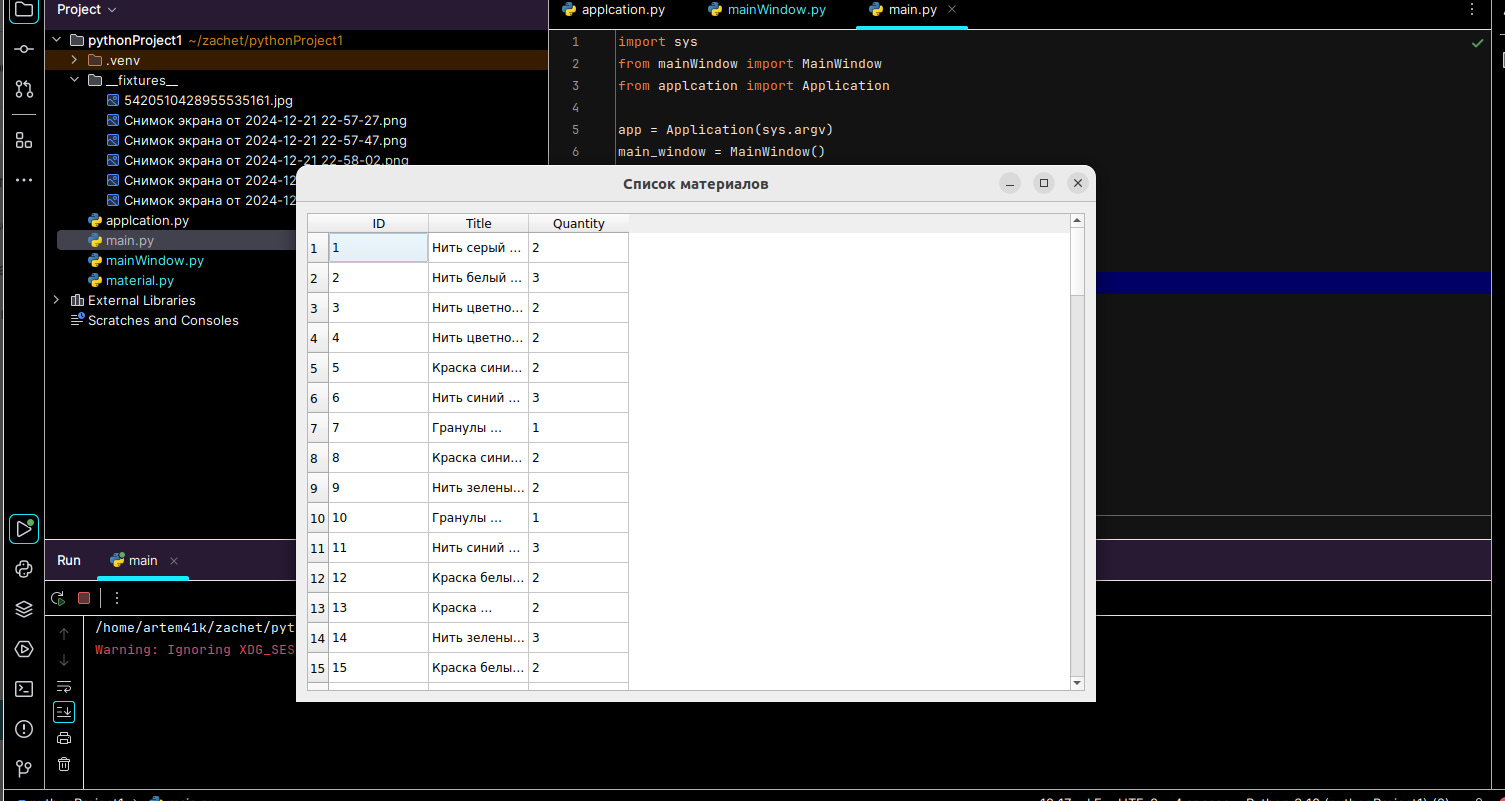 Project
applcation.py
mainWindow.py
main.py
pythonProject1 ~/zachet/pythonProject1
.venv
__fixtures__
5420510428955535161.jpg
Снимок экрана от 2024-12-21 22-57-27.png
Снимок экрана от 2024-12-21 22-57-47.png
Снимок экрана от 2024-12-21 22-58-02.png
Снимок экрана от 2024-12
Снимок экрана от 2024-12
applcation.py
main.py
mainWindow.py
material.py
External Libraries
Scratches and Consoles
1 import sys
2 from mainWindow import MainWindow
3 from applcation import Application
4
5 app = Application(sys.argv)
6 main_window = MainWindow()
Список материалов
ID Title Quantity
1 1 Нить серый ... 2
2 2 Нить белый ... 3
3 3 Нить цветно... 2
4 4 Нить цветно... 2
5 5 Краска сини... 2
6 6 Нить синий ... 3
7 7 Гранулы ... 1
8 8 Краска сини... 2
9 9 Нить зелены... 2
10 10 Гранулы ... 1
11 11 Нить синий ... 3
12 12 Краска белы... 2
13 13 Краска ... 2
14 14 Нить зелены... 3
15 15 Краска белы... 2
Run
main
/home/artem41k/zachet/pyt
Warning: Ignoring XDG_SES